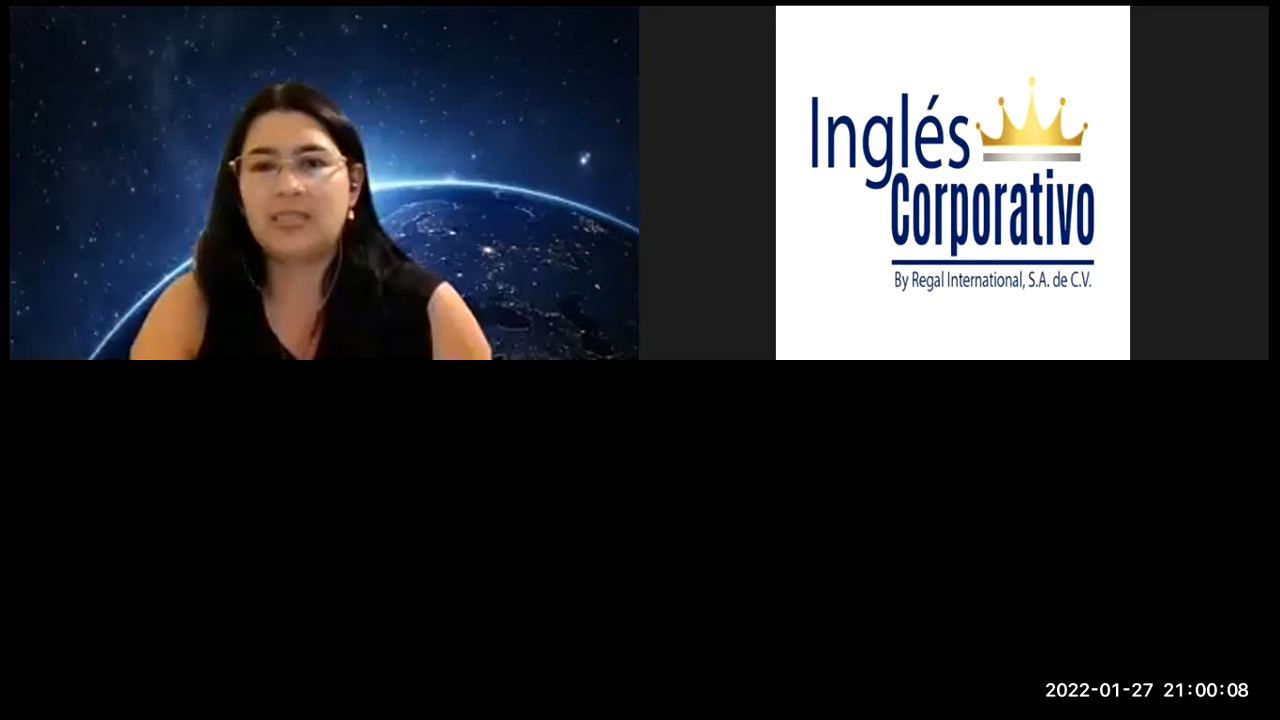 Inglés
Corporativo
By Regal International, S.A. de C.V.
2022-01-27 21:00:08